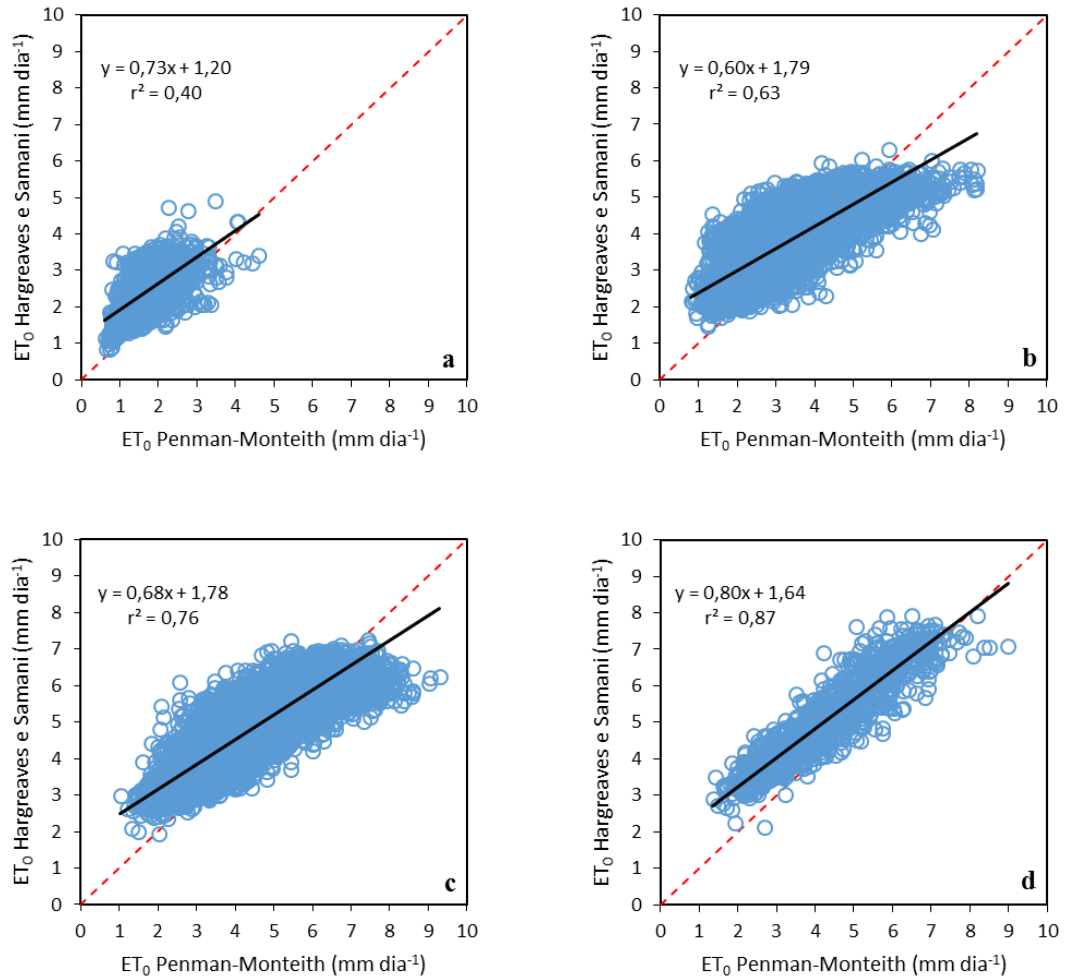 y = 0,73x + 1,20
r² = 0,40
ET₀ Hargreaves e Samani (mm dia⁻¹)
10
9
8
7
6
5
4
3
2
1
0
a
0 1 2 3 4 5 6 7 8 9 10
ET₀ Penman-Monteith (mm dia⁻¹)
y = 0,60x + 1,79
r² = 0,63
ET₀ Hargreaves e Samani (mm dia⁻¹)
10
9
8
7
6
5
4
3
2
1
0
b
0 1 2 3 4 5 6 7 8 9 10
ET₀ Penman-Monteith (mm dia⁻¹)
y = 0,68x + 1,78
r² = 0,76
ET₀ Hargreaves e Samani (mm dia⁻¹)
10
9
8
7
6
5
4
3
2
1
0
c
0 1 2 3 4 5 6 7 8 9 10
ET₀ Penman-Monteith (mm dia⁻¹)
y = 0,80x + 1,64
r² = 0,87
ET₀ Hargreaves e Samani (mm dia⁻¹)
10
9
8
7
6
5
4
3
2
1
0
d
0 1 2 3 4 5 6 7 8 9 10
ET₀ Penman-Monteith (mm dia⁻¹)